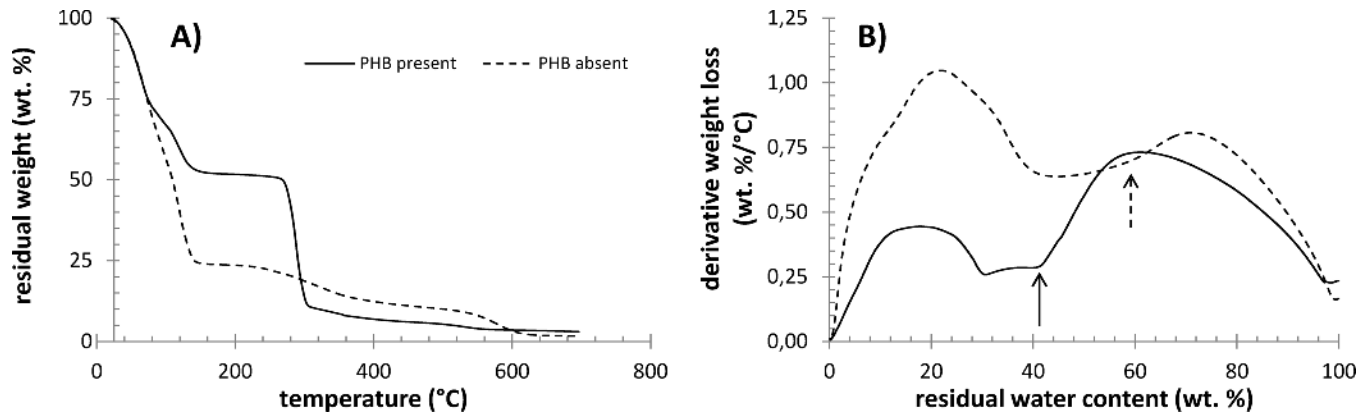 A)
PHB present
PHB absent
residual weight (wt. %)
100
75
50
25
0
0
200
400
600
800
temperature (°C)
B)
derivative weight loss
(wt. %/°C)
1,25
1,00
0,75
0,50
0,25
0,00
0
20
40
60
80
100
residual water content (wt. %)